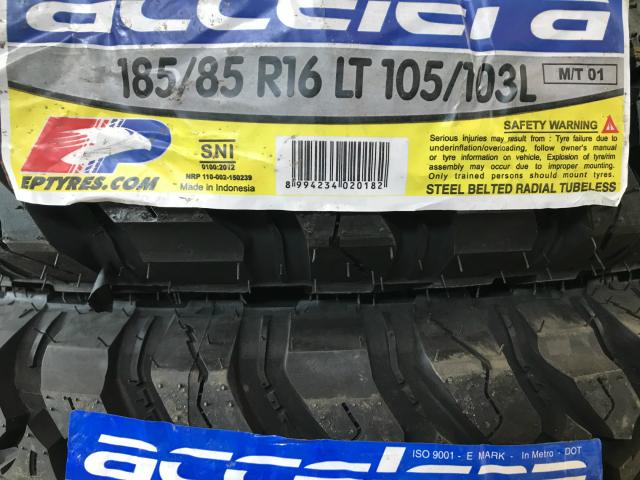 accelera
185/85 R16 LT 105/103L M/T 01
SAFETY WARNING
Serious injuries may result from : Tyre failure due to
underinflation/overloading, follow owner's manual
or tyre information on vehicle, Explosion of tyre/rim
assembly may occur due to improper mounting.
Only trained persons should mount tyres.
STEEL BELTED RADIAL TUBELESS
EP
EPTYRES.COM
SNI
0100:2012
NRP 110-002-150239
Made in Indonesia
8 994234 020182
ISO 9001 - E MARK - In Metro - DOT
accelera